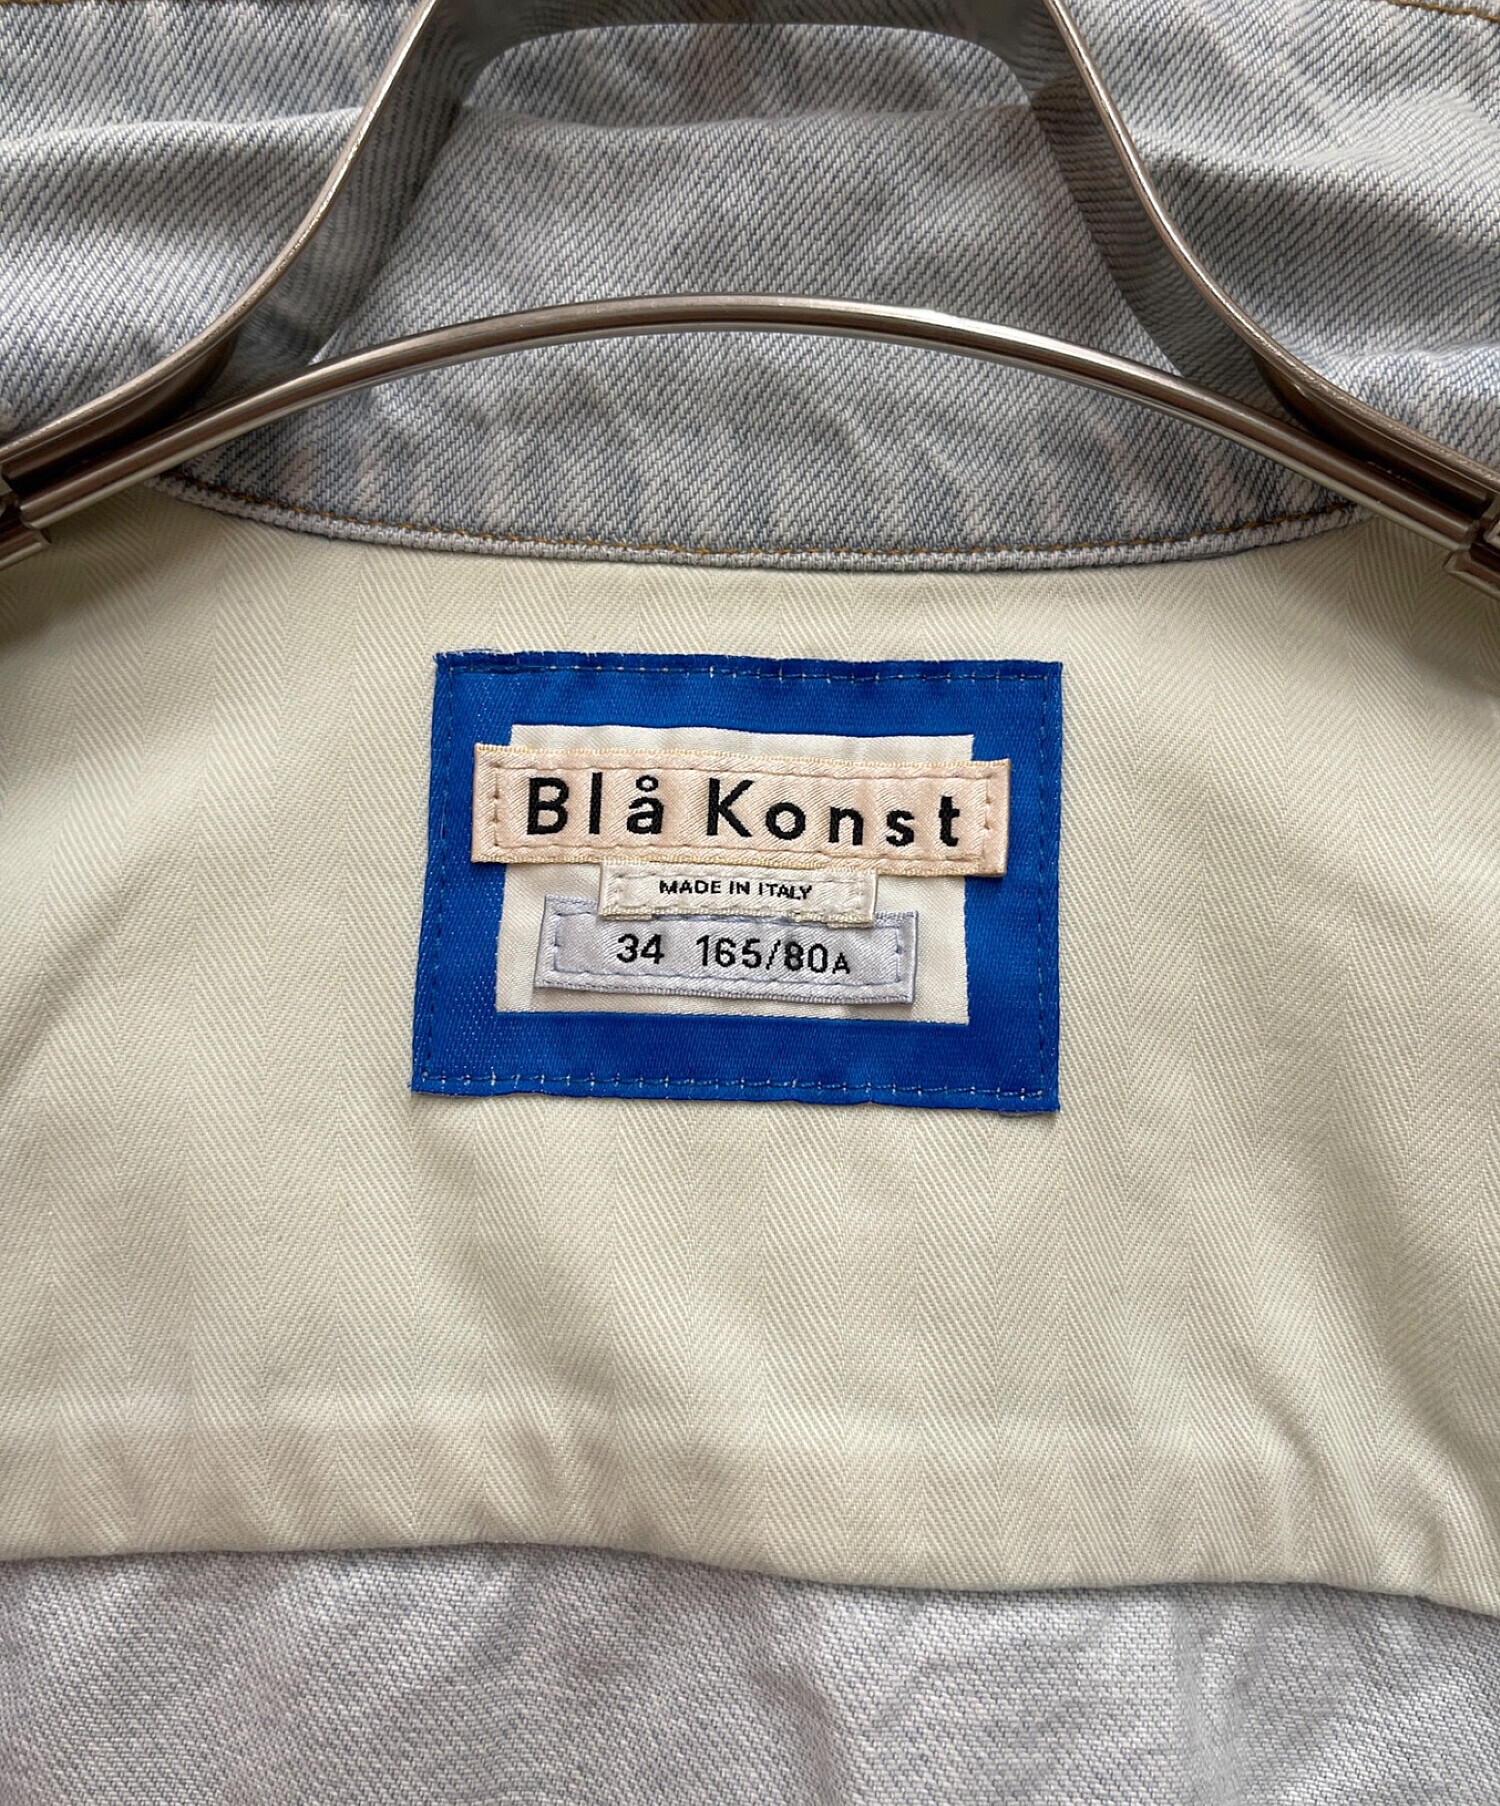 Blå Konst
MADE IN ITALY
34 165/80A